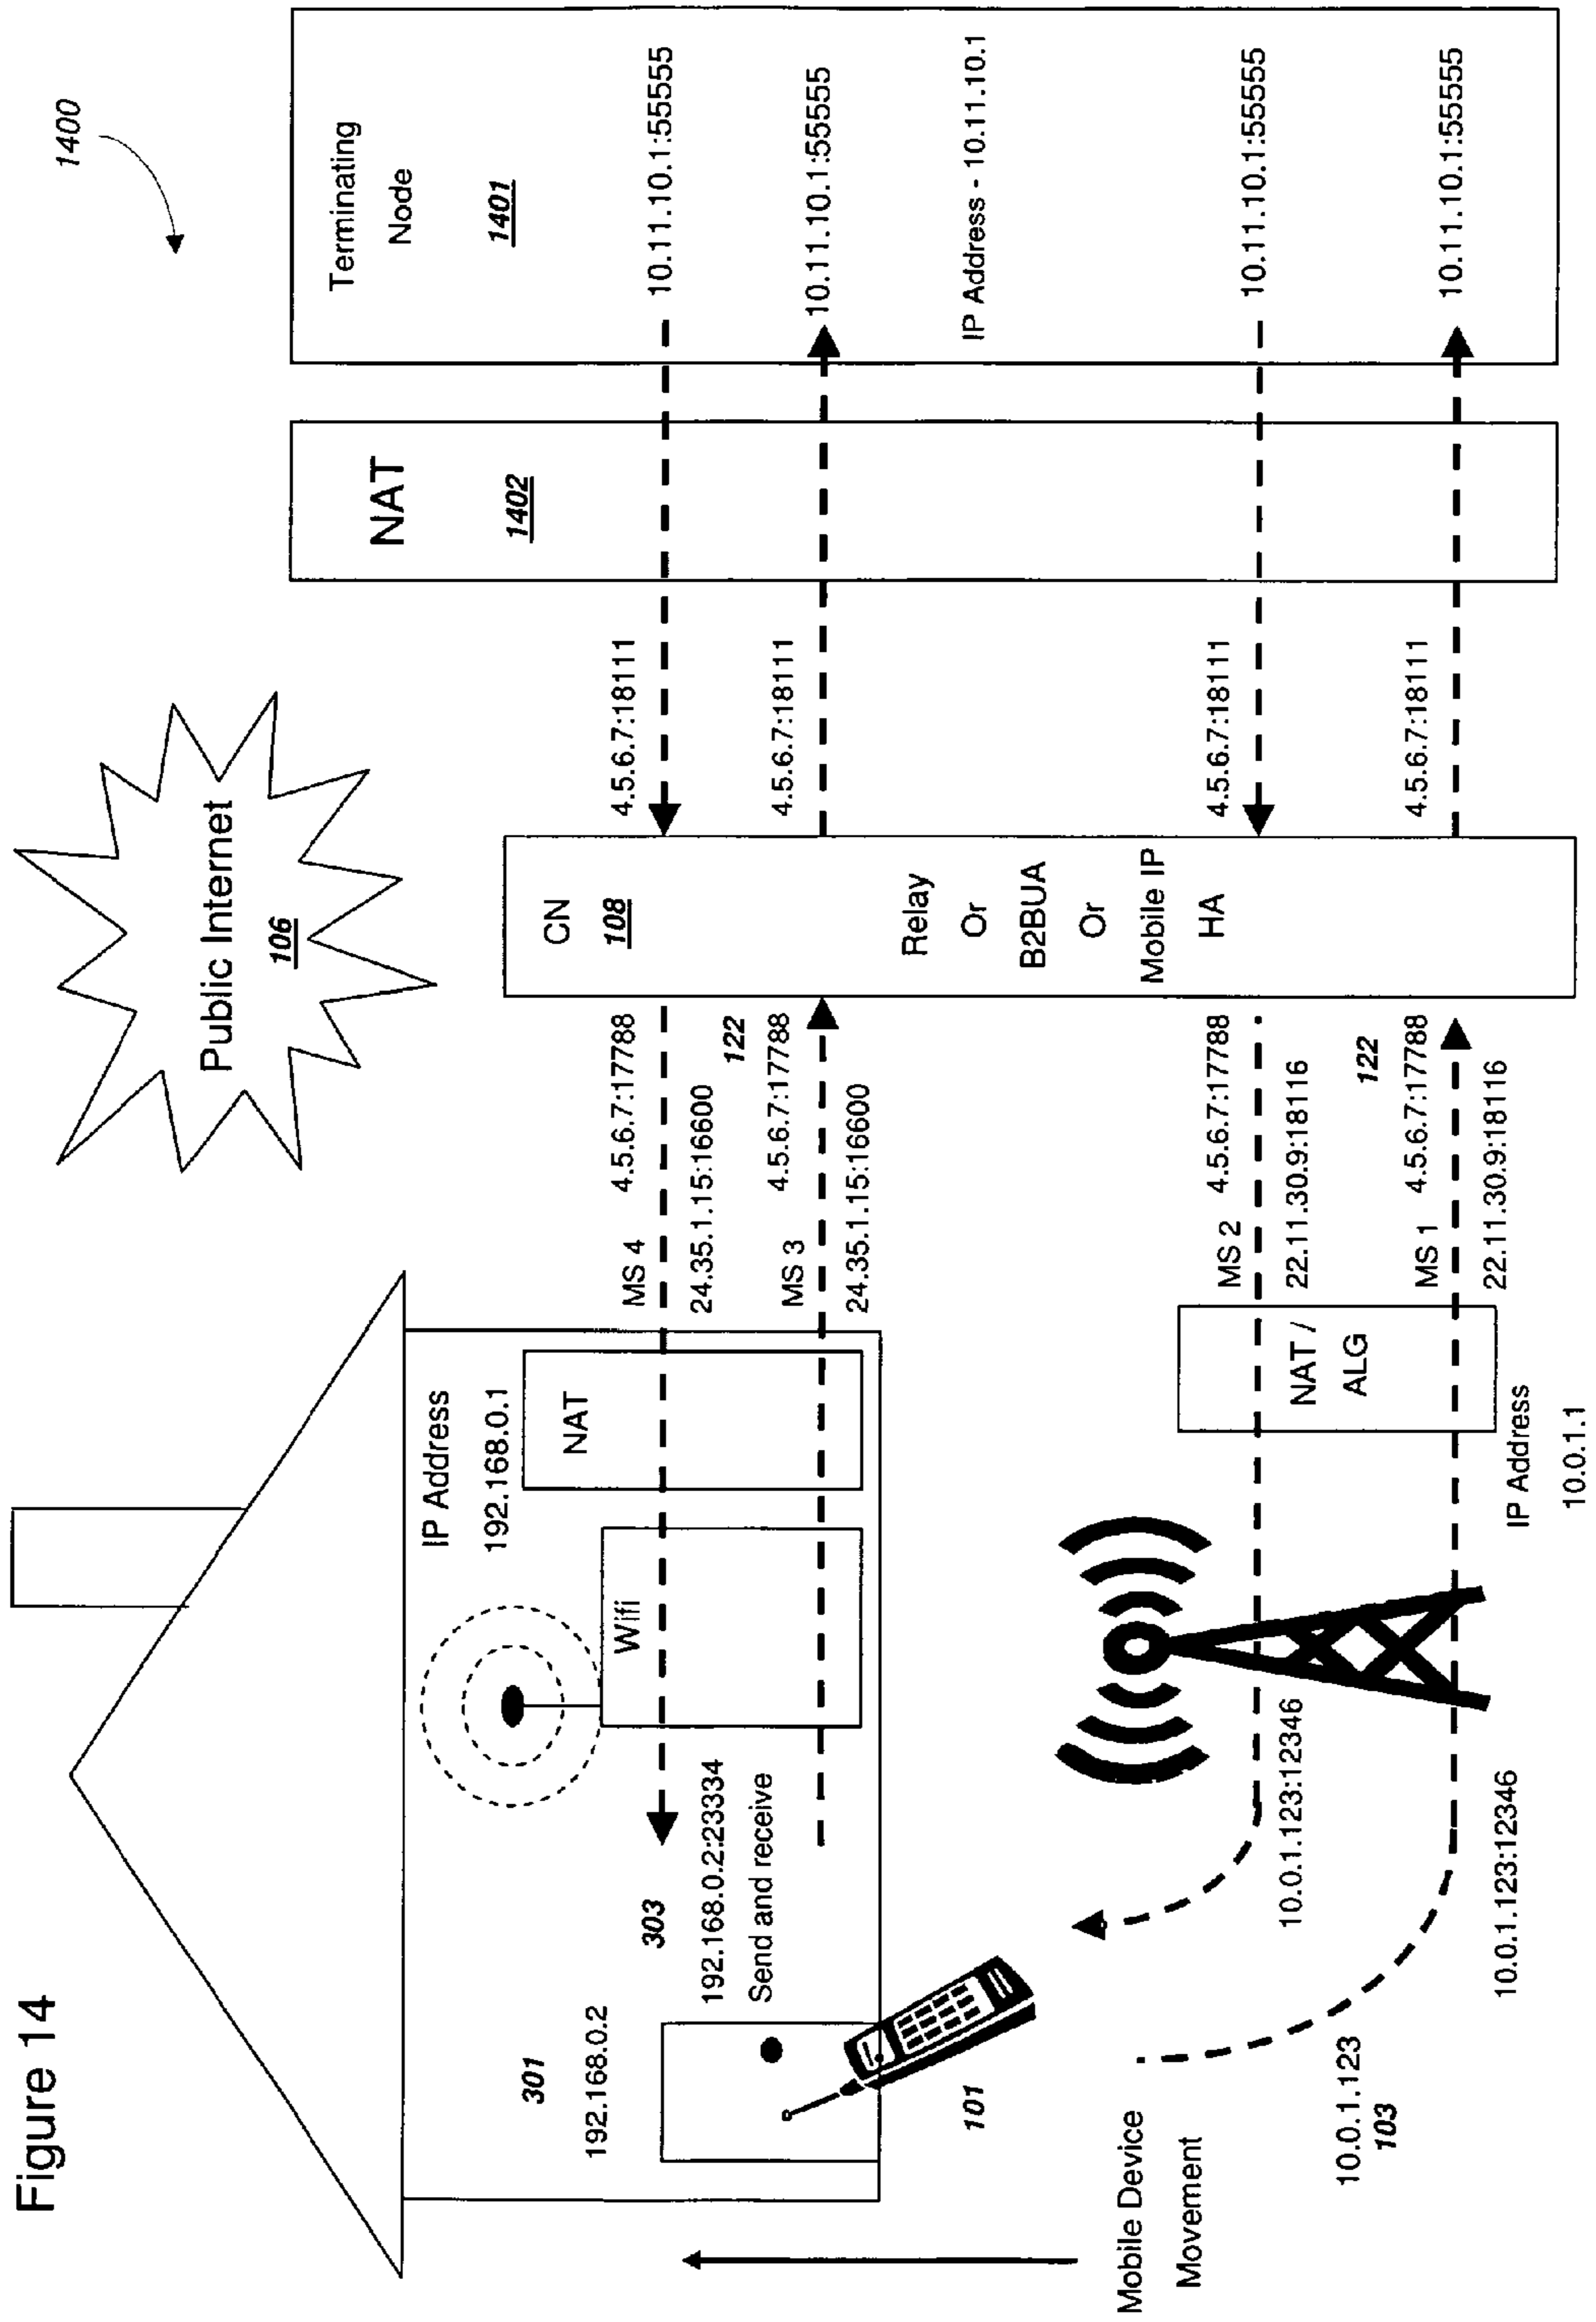 Figure 14
1400
Public Internet
106
Terminating
Node
1401
NAT
1402
CN
108
Relay
Or
B2BUA
Or
Mobile IP
HA
IP Address
192.168.0.1
NAT
Wifi
301
192.168.0.2
303
192.168.0.2:23334
Send and receive
MS 4
4.5.6.7:17788
24.35.1.15:16600
122
MS 3
4.5.6.7:17788
24.35.1.15:16600
4.5.6.7:18111
4.5.6.7:18111
10.11.10.1:55555
10.11.10.1:55555
IP Address - 10.11.10.1
101
Mobile Device
Movement
10.0.1.123
103
10.0.1.123:12346
10.0.1.123:12346
NAT /
ALG
IP Address
10.0.1.1
MS 2
4.5.6.7:17788
22.11.30.9:18116
122
MS 1
4.5.6.7:17788
22.11.30.9:18116
4.5.6.7:18111
4.5.6.7:18111
10.11.10.1:55555
10.11.10.1:55555